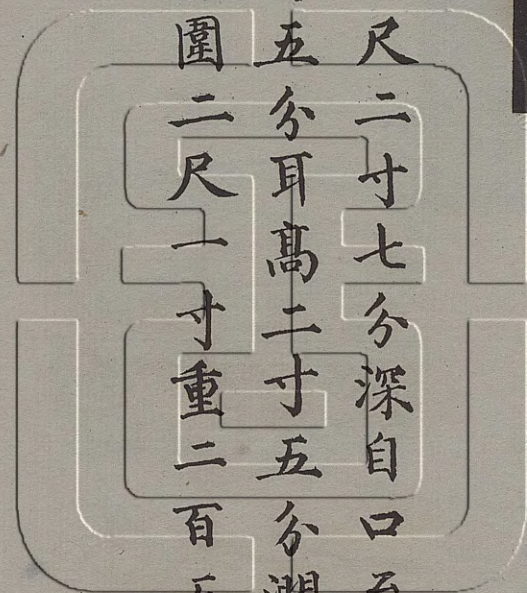 尺二寸七分深自口
五分耳髙二寸五分
圍二尺一寸重二百